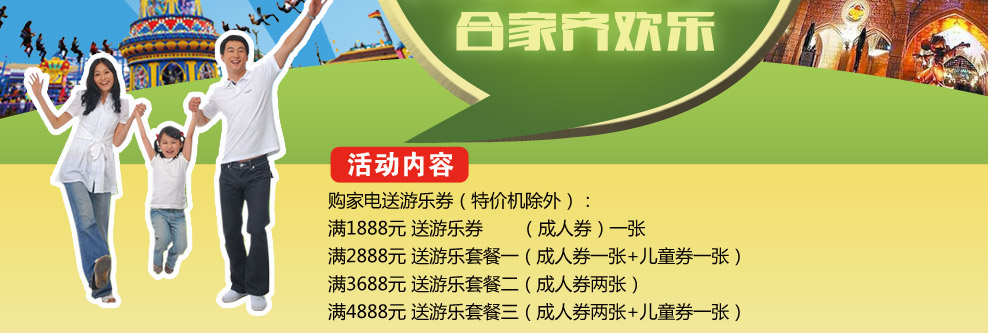 合家齐欢乐
活动内容
购家电送游乐券（特价机除外）：
满1888元 送游乐券　　（成人券）一张
满2888元 送游乐套餐一（成人券一张+儿童券一张）
满3688元 送游乐套餐二（成人券两张）
满4888元 送游乐套餐三（成人券两张+儿童券一张）